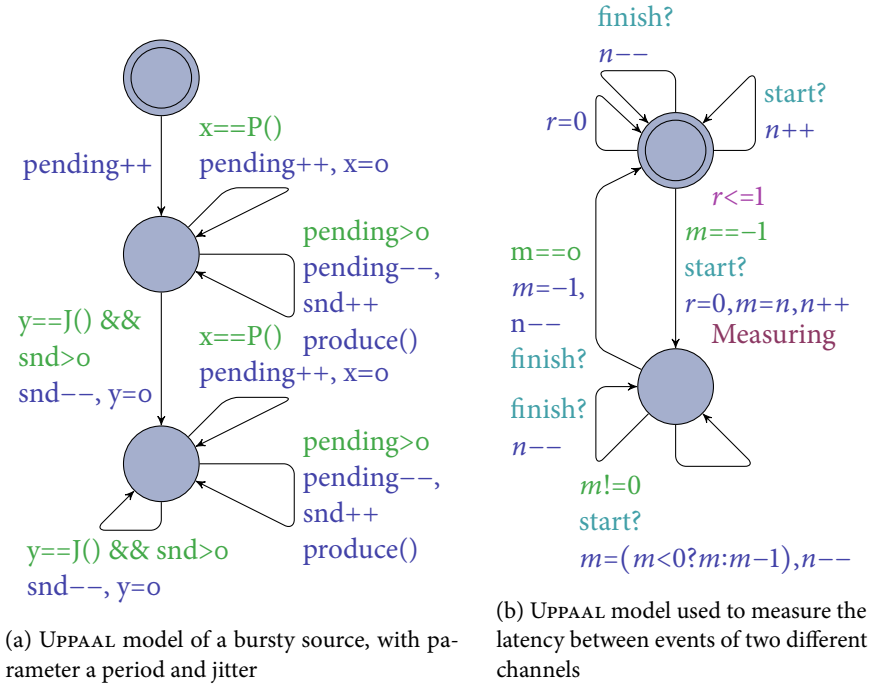 pending++
x==P()
pending++, x=0
pending>0
pending−−,
snd++
produce()
y==J() &&
snd>0
snd−−, y=0
x==P()
pending++, x=0
pending>0
pending−−,
snd++
produce()
y==J() && snd>0
snd−−, y=0
(a) UPPAAL model of a bursty source, with pa-
rameter a period and jitter
finish?
n−−
r=0
start?
n++
r<=1
m==−1
start?
r=0,m=n,n++
Measuring
m==0
m=−1,
n−−
finish?
finish?
n−−
m!=0
start?
m=(m<0?m:m−1),n−−
(b) UPPAAL model used to measure the
latency between events of two different
channels